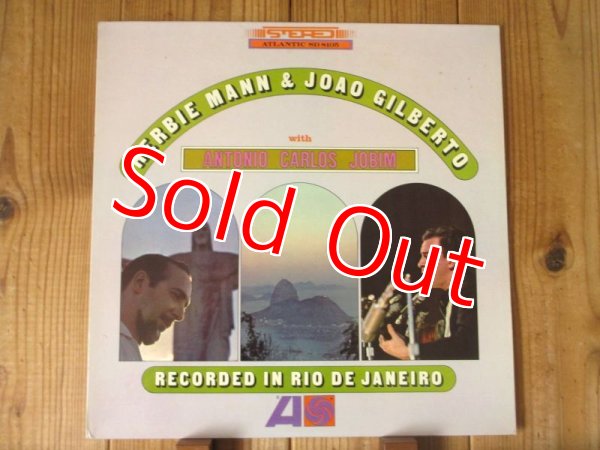 STEREO
ATLANTIC SD 8105
HERBIE MANN & JOAO GILBERTO
with
ANTONIO CARLOS JOBIM
Sold Out
RECORDED IN RIO DE JANEIRO
A